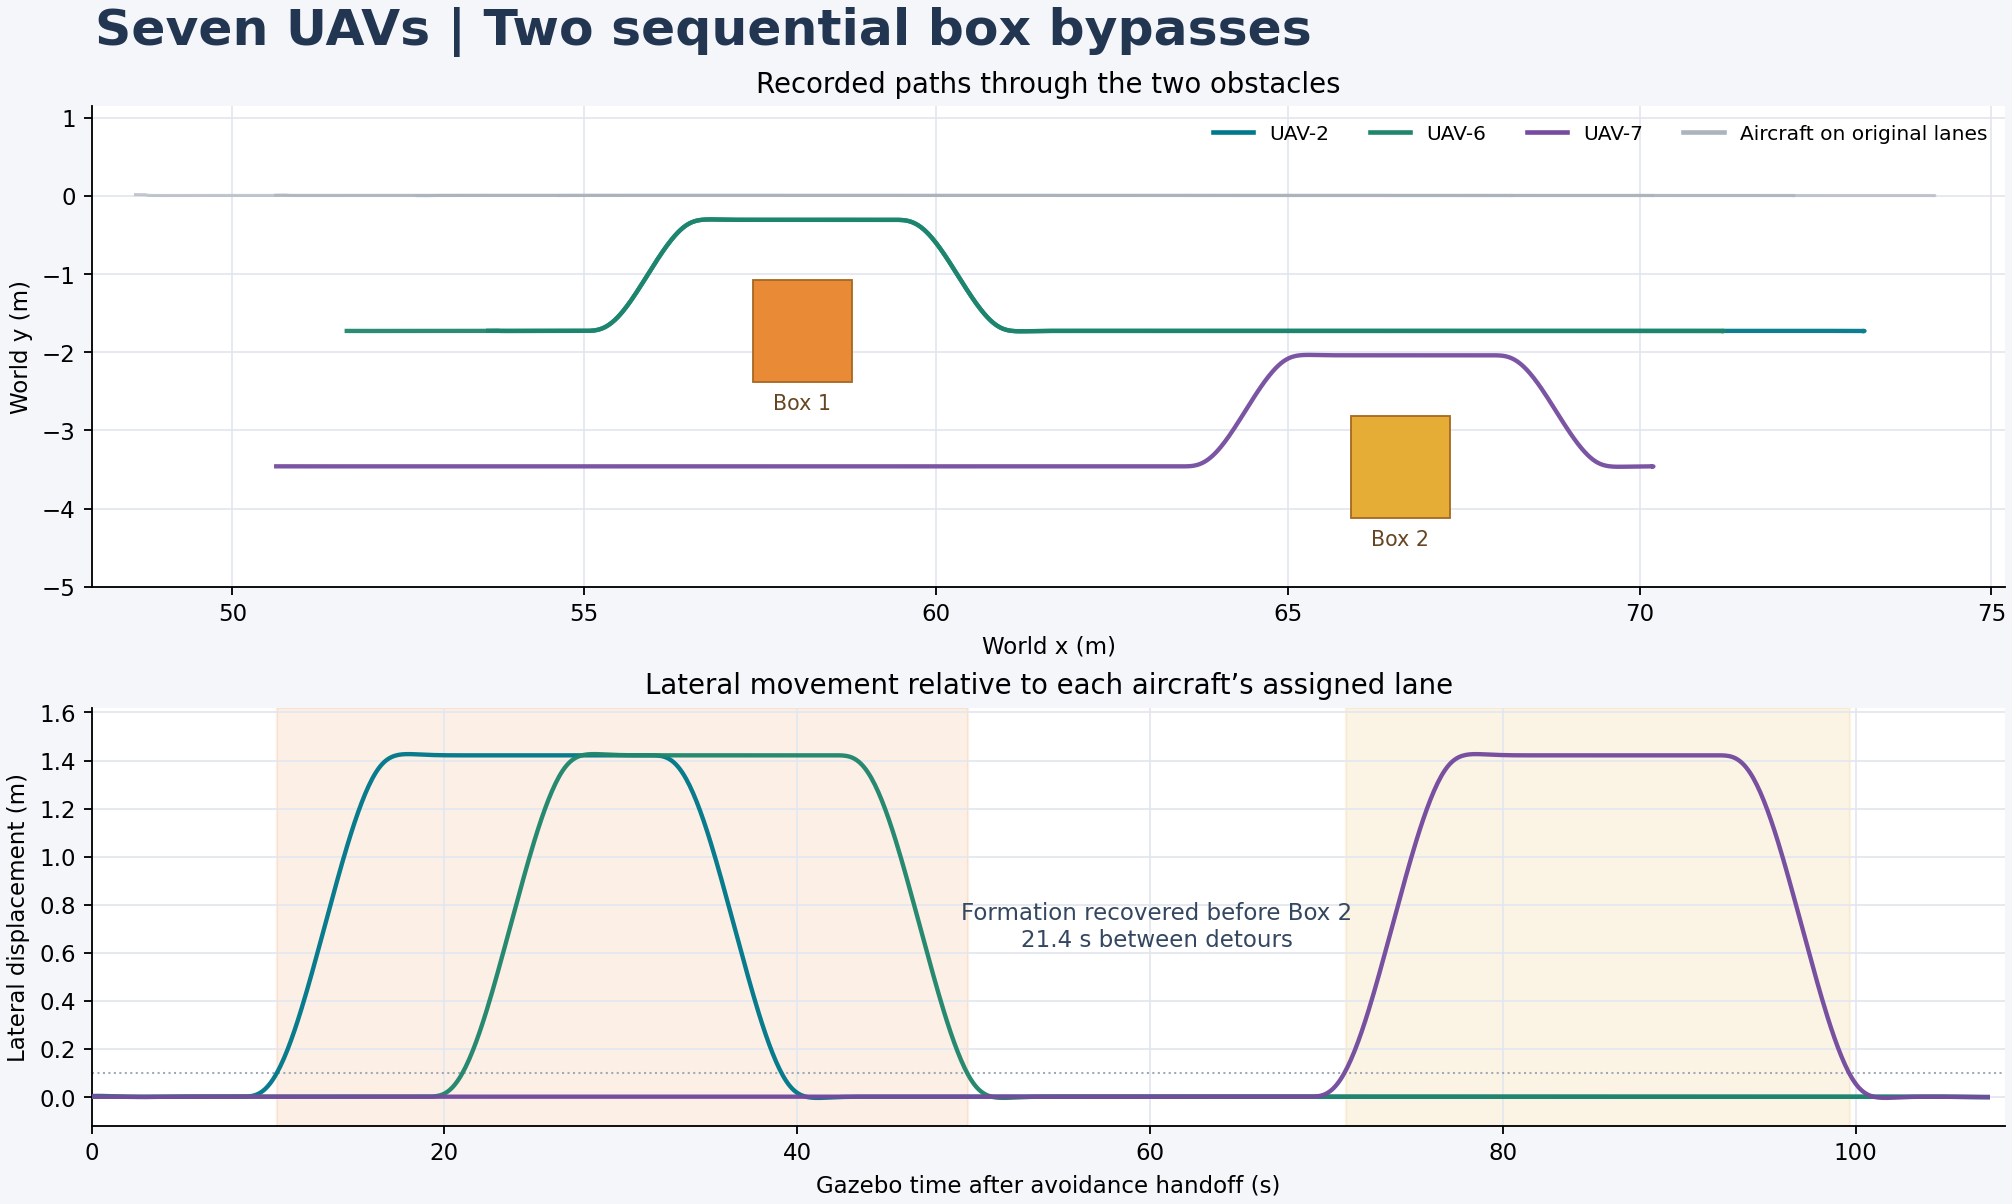 Seven UAVs | Two sequential box bypasses
Recorded paths through the two obstacles
UAV-2 UAV-6 UAV-7 Aircraft on original lanes
1
0
−1
−2
−3
−4
−5
World y (m)
Box 1
Box 2
50 55 60 65 70 75
World x (m)
Lateral movement relative to each aircraft’s assigned lane
1.6
1.4
1.2
1.0
0.8
0.6
0.4
0.2
0.0
Lateral displacement (m)
Formation recovered before Box 2
21.4 s between detours
0 20 40 60 80 100
Gazebo time after avoidance handoff (s)